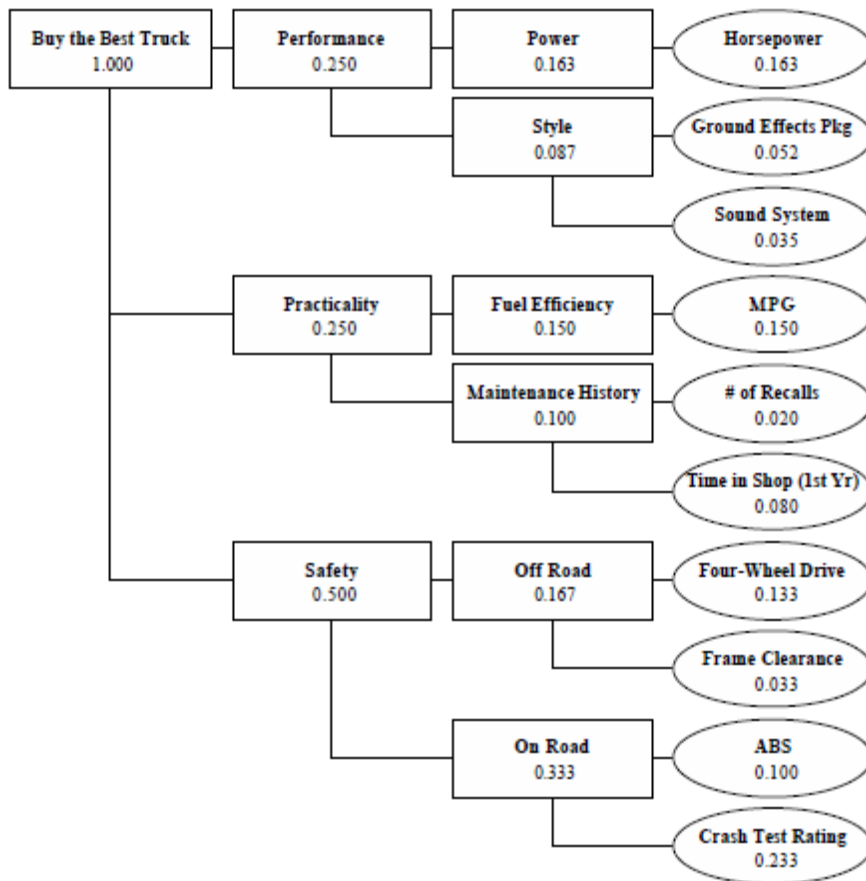 Buy the Best Truck
1.000
Performance
0.250
Power
0.163
Horsepower
0.163
Style
0.087
Ground Effects Pkg
0.052
Sound System
0.035
Practicality
0.250
Fuel Efficiency
0.150
MPG
0.150
Maintenance History
0.100
# of Recalls
0.020
Time in Shop (1st Yr)
0.080
Safety
0.500
Off Road
0.167
Four-Wheel Drive
0.133
Frame Clearance
0.033
On Road
0.333
ABS
0.100
Crash Test Rating
0.233